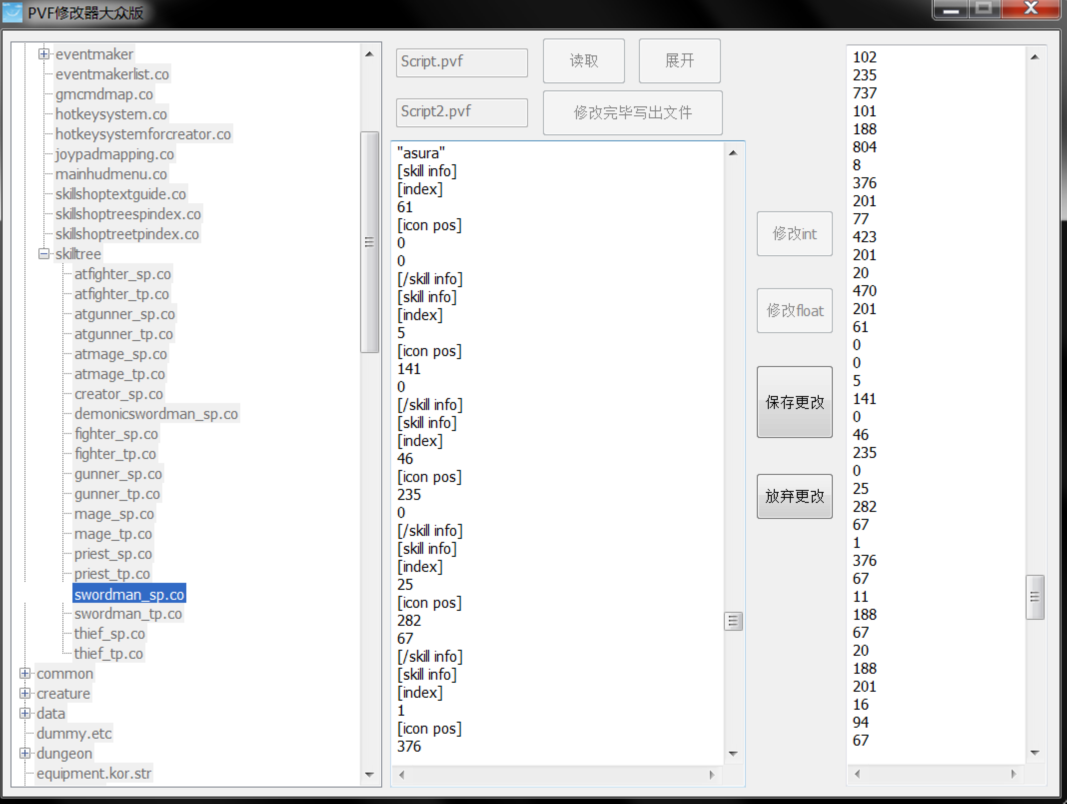 PVF修改器大众版
eventmaker
eventmakerlist.co
gmcmdmap.co
hotkeysystem.co
hotkeysystemforcreator.co
joypadmapping.co
mainhudmenu.co
skillshoptextguide.co
skillshoptreespindex.co
skillshoptreetpindex.co
skilltree
atfighter_sp.co
atfighter_tp.co
atgunner_sp.co
atgunner_tp.co
atmage_sp.co
atmage_tp.co
creator_sp.co
demonicswordman_sp.co
fighter_sp.co
fighter_tp.co
gunner_sp.co
gunner_tp.co
mage_sp.co
mage_tp.co
priest_sp.co
priest_tp.co
swordman_sp.co
swordman_tp.co
thief_sp.co
thief_tp.co
common
creature
data
dummy.etc
dungeon
equipment.kor.str
Script.pvf
读取
展开
Script2.pvf
修改完毕写出文件
"asura"
[skill info]
[index]
61
[icon pos]
0
0
[/skill info]
[skill info]
[index]
5
[icon pos]
141
0
[/skill info]
[skill info]
[index]
46
[icon pos]
235
0
[/skill info]
[skill info]
[index]
25
[icon pos]
282
67
[/skill info]
[skill info]
[index]
1
[icon pos]
376
修改int
修改float
保存更改
放弃更改
102
235
737
101
188
804
8
376
201
77
423
201
20
470
201
61
0
0
5
141
0
46
235
0
25
282
67
1
376
67
11
188
67
20
188
201
16
94
67